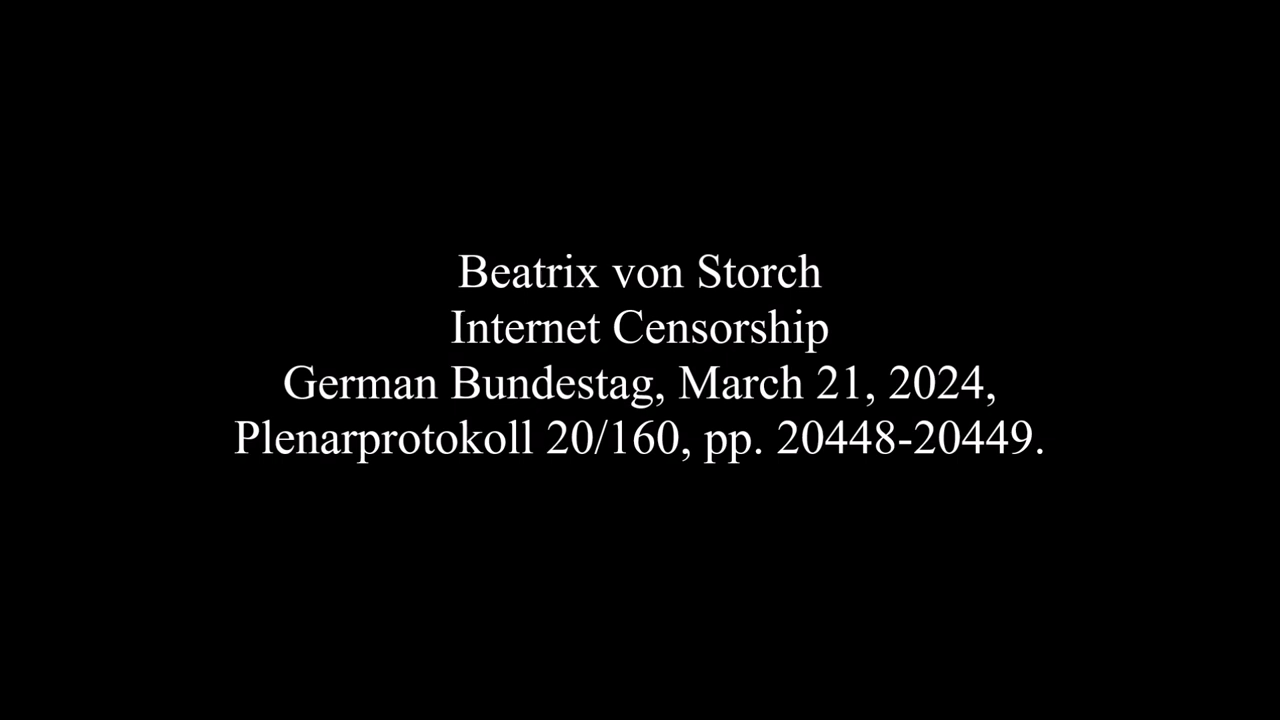 Beatrix von Storch
Internet Censorship
German Bundestag, March 21, 2024,
Plenarprotokoll 20/160, pp. 20448-20449.